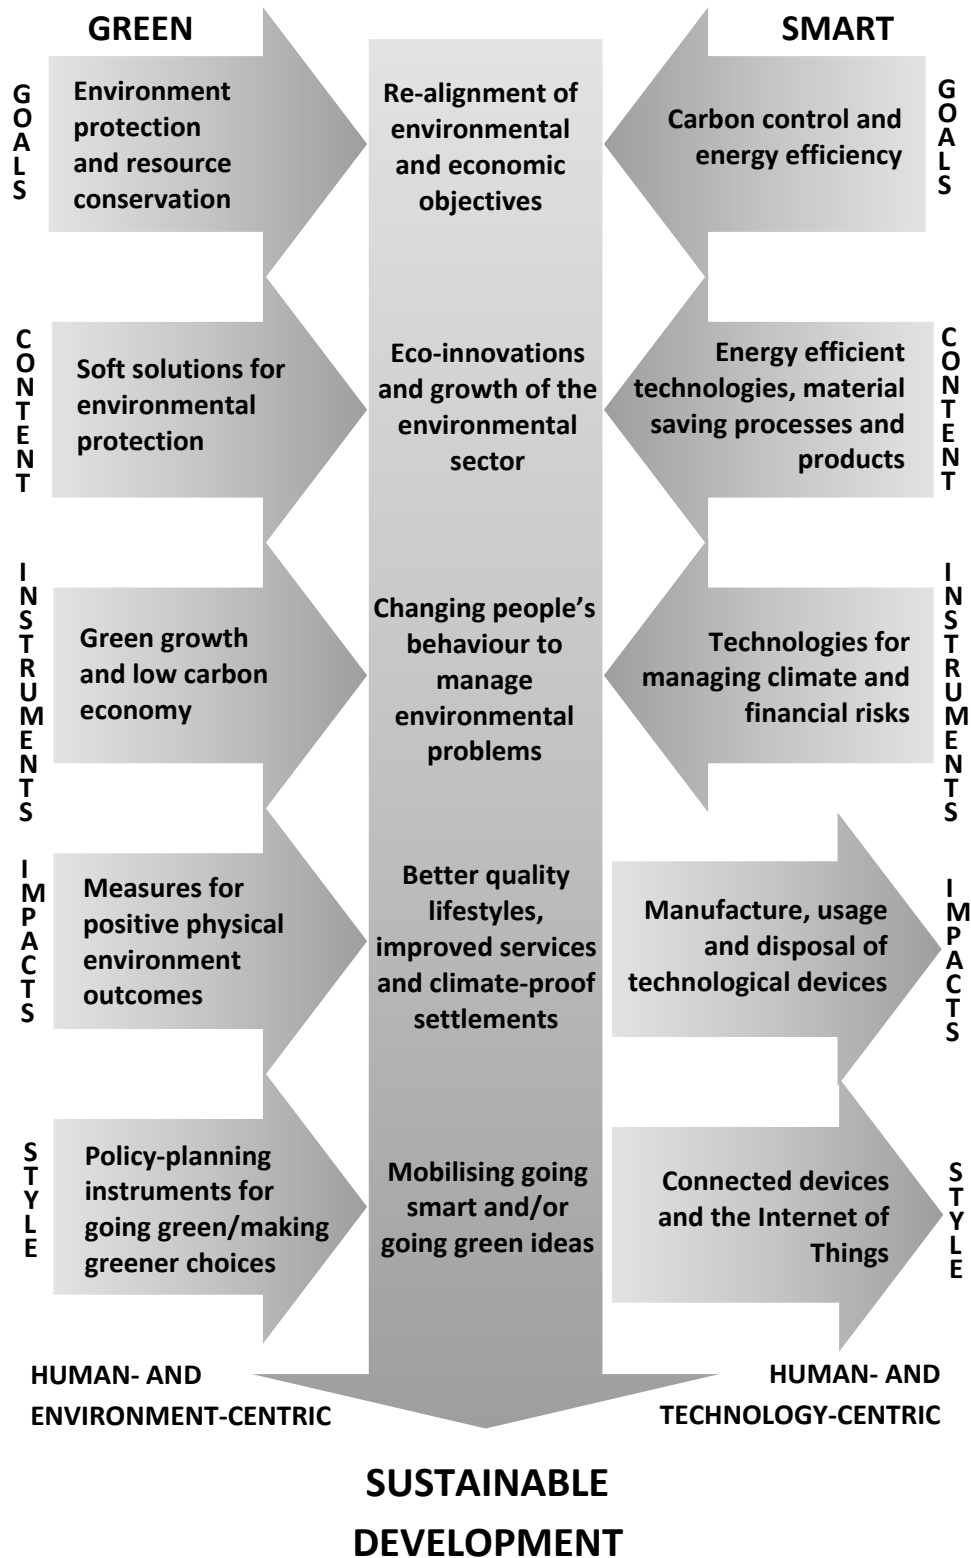 GREEN
SMART
GOALS
Environment
protection
and resource
conservation
Re-alignment of
environmental
and economic
objectives
Carbon control and
energy efficiency
GOALS
CONTENT
Soft solutions for
environmental
protection
Eco-innovations
and growth of the
environmental
sector
Energy efficient
technologies, material
saving processes and
products
CONTENT
INSTRUMENTS
Green growth
and low carbon
economy
Changing people’s
behaviour to
manage
environmental
problems
Technologies for
managing climate and
financial risks
INSTRUMENTS
IMPACTS
Measures for
positive physical
environment
outcomes
Better quality
lifestyles,
improved services
and climate-proof
settlements
Manufacture, usage
and disposal of
technological devices
IMPACTS
STYLE
Policy-planning
instruments for
going green/making
greener choices
Mobilising going
smart and/or
going green ideas
Connected devices
and the Internet of
Things
STYLE
HUMAN- AND
ENVIRONMENT-CENTRIC
HUMAN- AND
TECHNOLOGY-CENTRIC
SUSTAINABLE
DEVELOPMENT